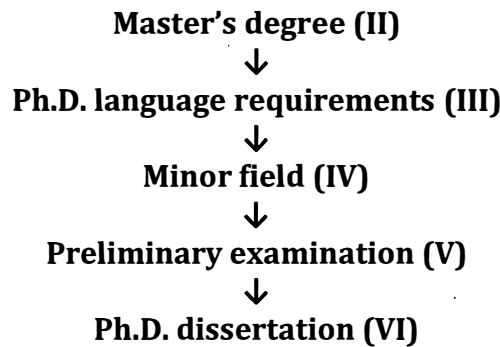 Master’s degree (II)
↓
Ph.D. language requirements (III)
↓
Minor field (IV)
↓
Preliminary examination (V)
↓
Ph.D. dissertation (VI)